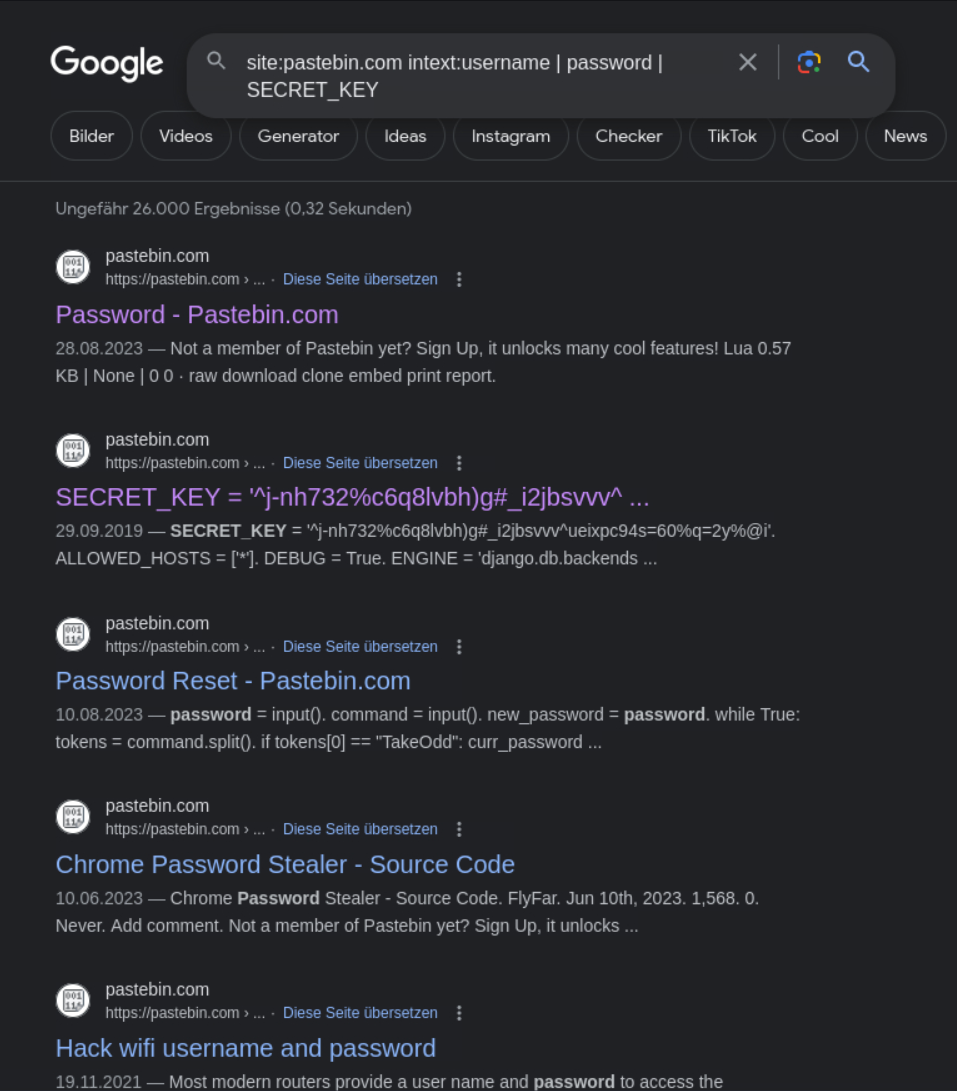 Google
site:pastebin.com intext:username | password |
SECRET_KEY
Bilder
Videos
Generator
Ideas
Instagram
Checker
TikTok
Cool
News
Ungefähr 26.000 Ergebnisse (0,32 Sekunden)
pastebin.com
https://pastebin.com › ... · Diese Seite übersetzen
Password - Pastebin.com
28.08.2023 — Not a member of Pastebin yet? Sign Up, it unlocks many cool features! Lua 0.57
KB | None | 0 0 · raw download clone embed print report.
pastebin.com
https://pastebin.com › ... · Diese Seite übersetzen
SECRET_KEY = '^j-nh732%c6q8lvbh)g#_i2jbsvvv^ ...
29.09.2019 — SECRET_KEY = '^j-nh732%c6q8lvbh)g#_i2jbsvvv^ueixpc94s=60%q=2y%@i'.
ALLOWED_HOSTS = ['*']. DEBUG = True. ENGINE = 'django.db.backends ...
pastebin.com
https://pastebin.com › ... · Diese Seite übersetzen
Password Reset - Pastebin.com
10.08.2023 — password = input(). command = input(). new_password = password. while True:
tokens = command.split(). if tokens[0] == "TakeOdd": curr_password ...
pastebin.com
https://pastebin.com › ... · Diese Seite übersetzen
Chrome Password Stealer - Source Code
10.06.2023 — Chrome Password Stealer - Source Code. FlyFar. Jun 10th, 2023. 1,568. 0.
Never. Add comment. Not a member of Pastebin yet? Sign Up, it unlocks ...
pastebin.com
https://pastebin.com › ... · Diese Seite übersetzen
Hack wifi username and password
19.11.2021 — Most modern routers provide a user name and password to access the